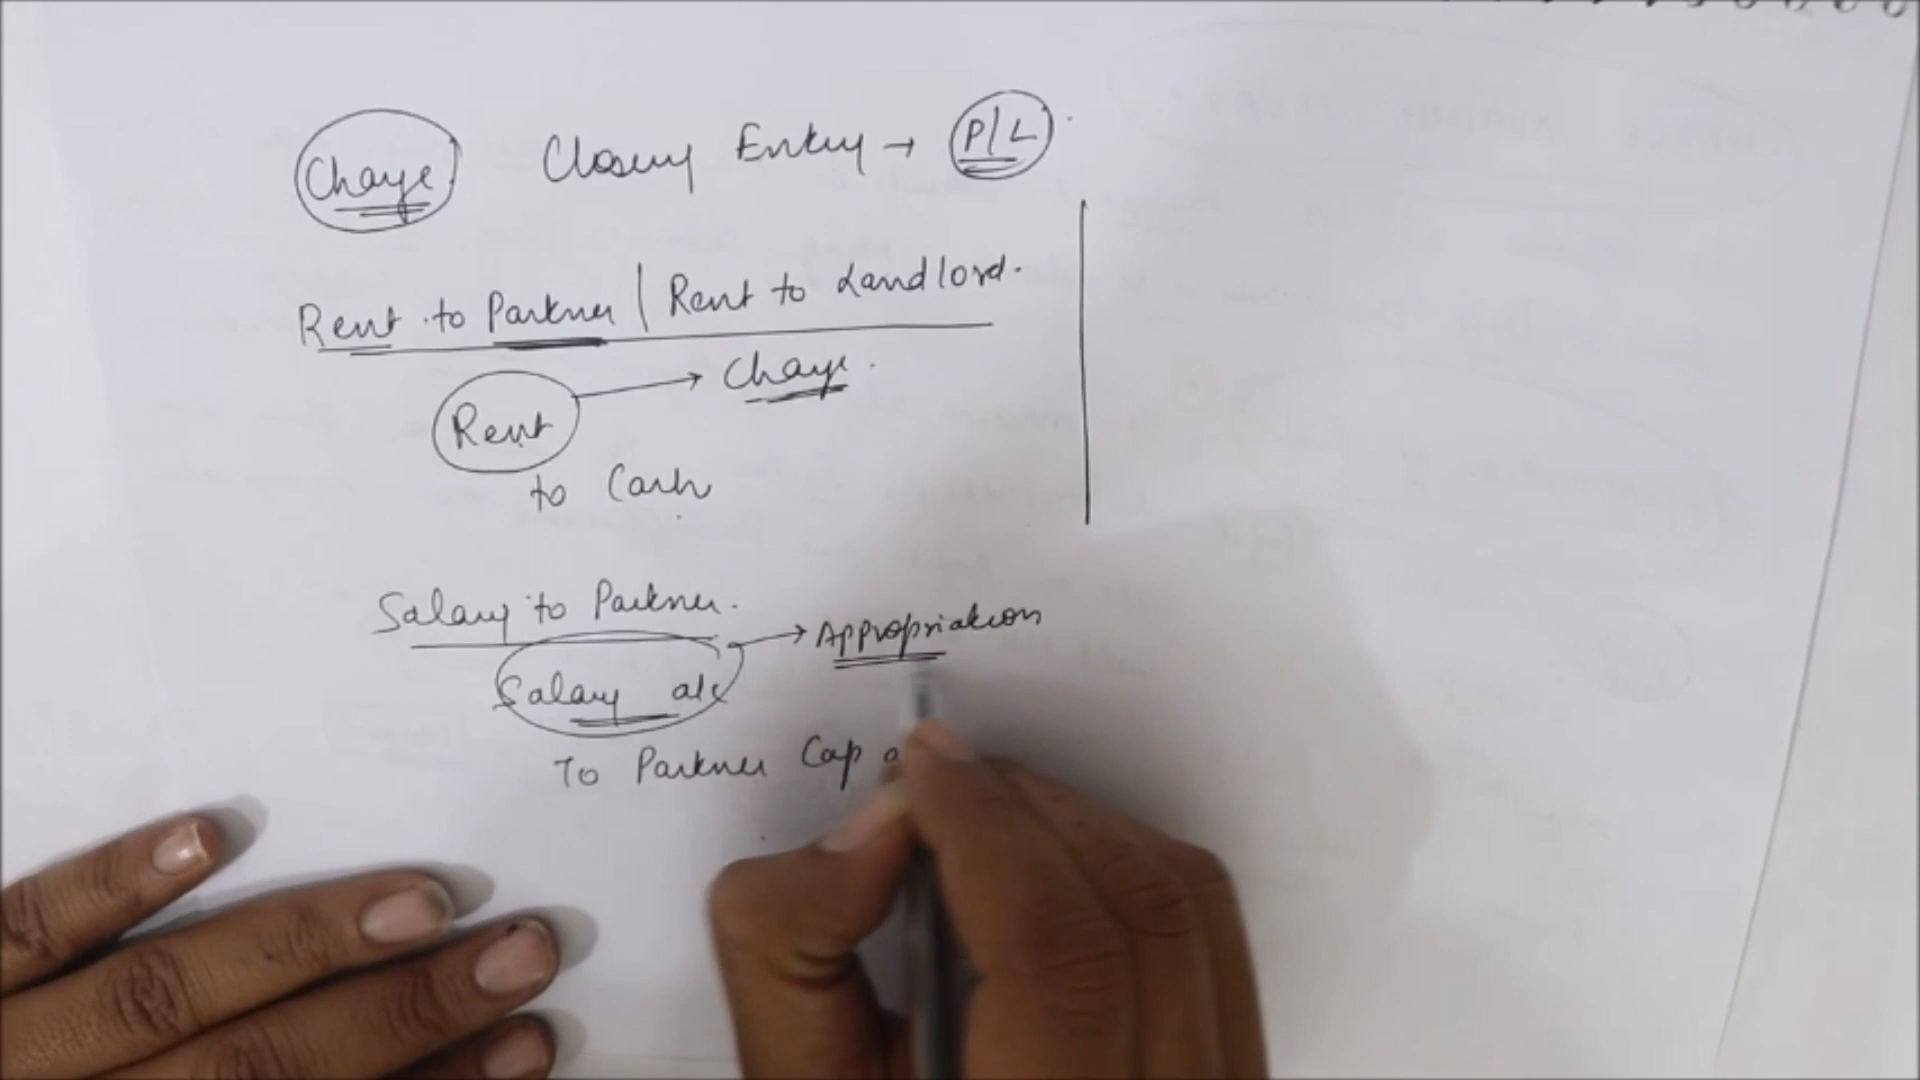 Charge Closing Entry → P/L
Rent to Partner | Rent to Landlord.
Rent → Charge.
to Cash
Salary to Partner.
→ Appropriation
Salary a/c
To Partner Cap a